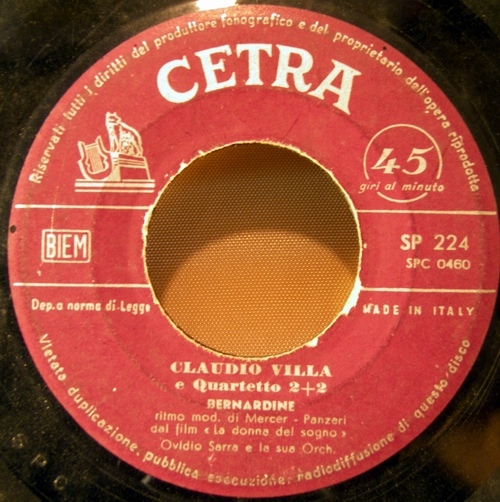 Riservati tutti i diritti del produttore fonografico e del proprietario dell'opera riprodotta
CETRA
45
giri al minuto
BIEM
SP 224
SPC 0460
Dep. a norma di Legge
MADE IN ITALY
CLAUDIO VILLA
e Quartetto 2+2
BERNARDINE
ritmo mod. di Mercer - Panzeri
dal film «La donna del sogno»
Ovidio Sarra e la sua Orch.
Vietata duplicazione, pubblica esecuzione, radiodiffusione di questo disco